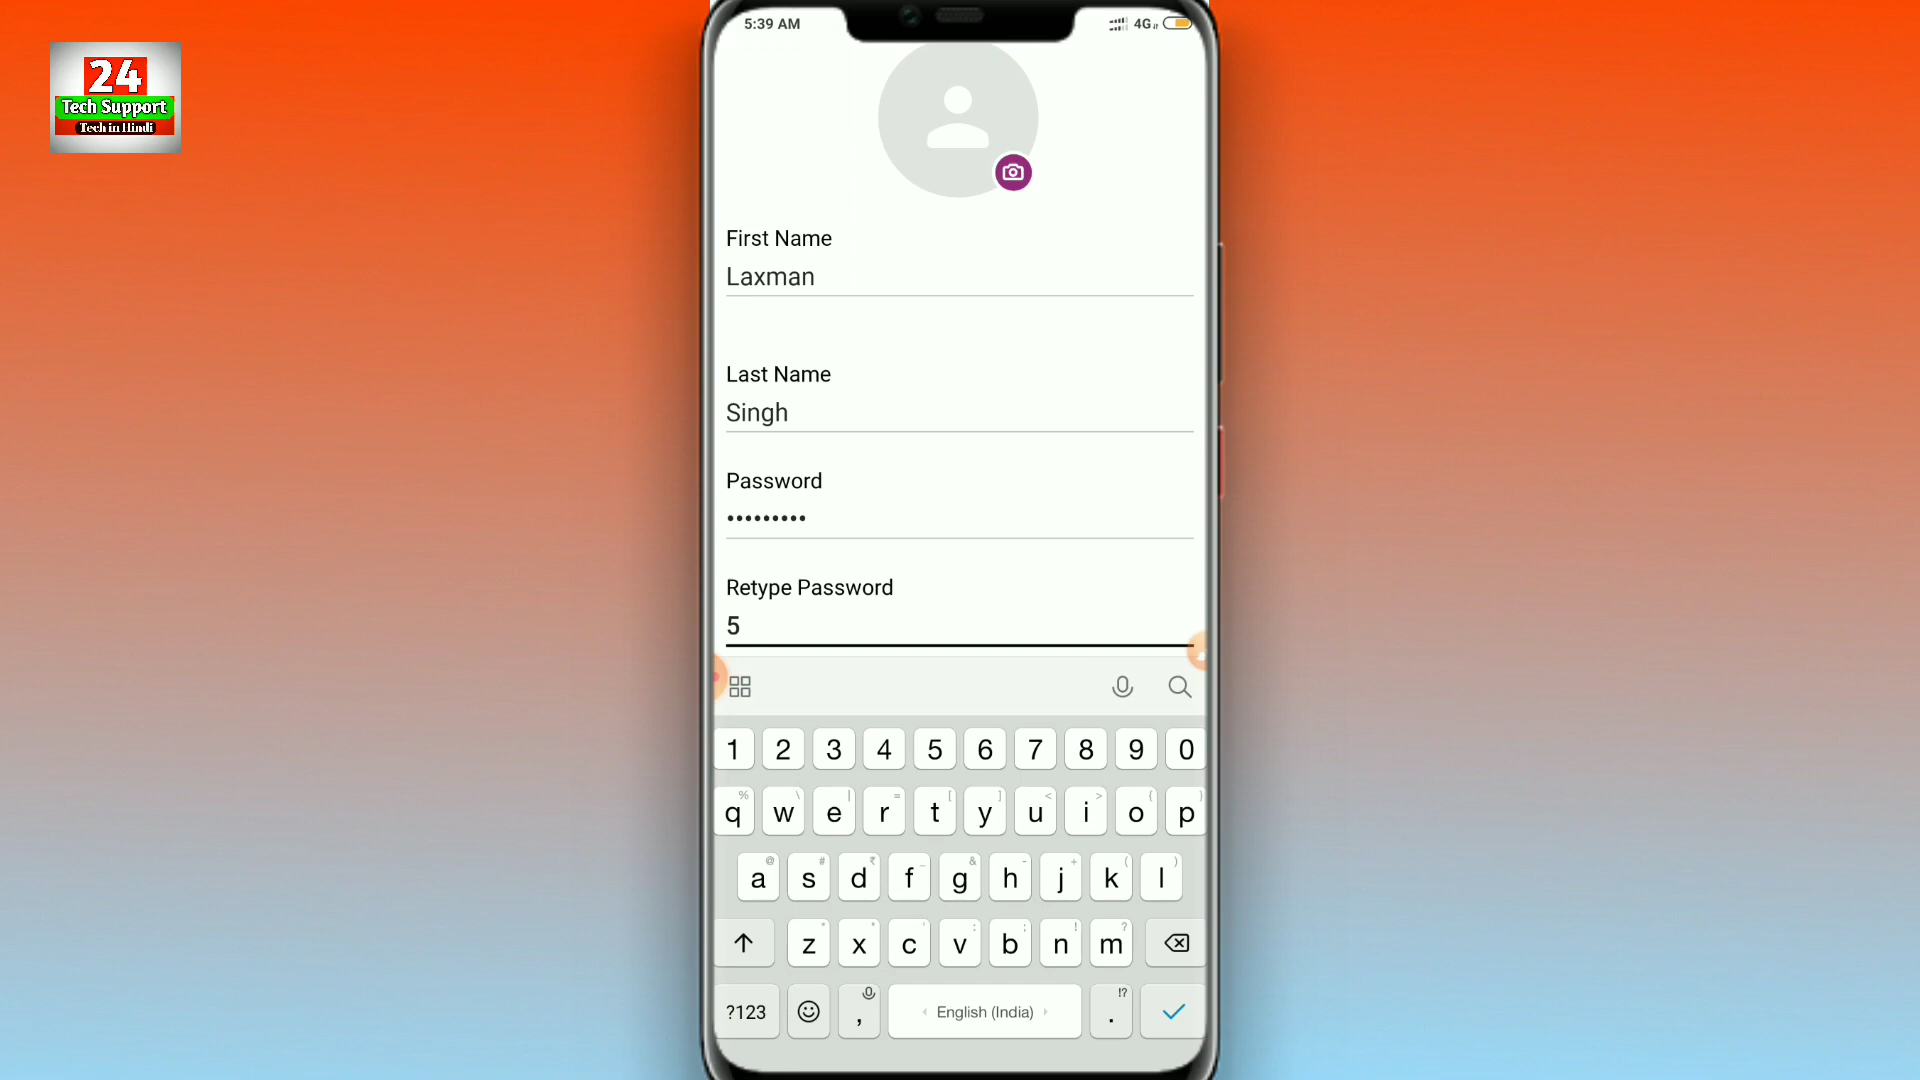 5:39 AM
4G
24
Tech Support
Tech in Hindi
First Name
Laxman
Last Name
Singh
Password
•••••••••
Retype Password
5
1 2 3 4 5 6 7 8 9 0
% \ | = [ ] < > { }
q w e r t y u i o p
@ # ₹ _ & - + ( )
a s d f g h j k l
* " ' : ; ! ?
z x c v b n m
!?
?123 , English (India) .